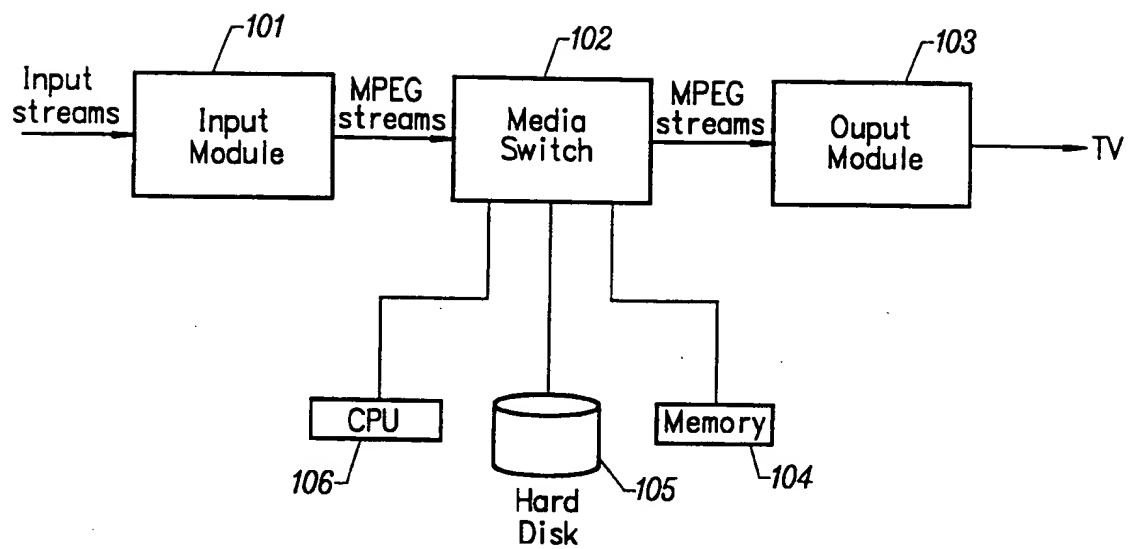 101
102
103
Input
streams
Input
Module
MPEG
streams
Media
Switch
MPEG
streams
Ouput
Module
TV
CPU
106
105
Hard
Disk
Memory
104